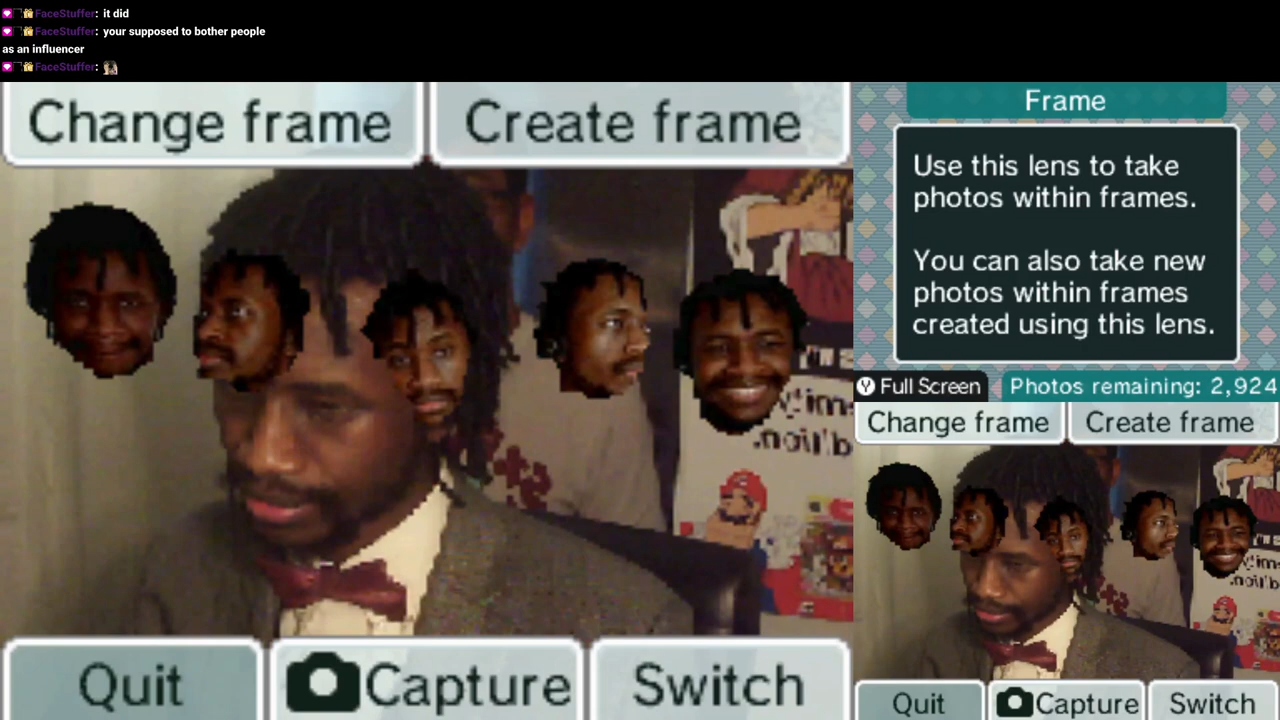 FaceStuffer: it did
FaceStuffer: your supposed to bother people
as an influencer
FaceStuffer:
Change frame
Create frame
Quit
Capture
Switch
Frame
Use this lens to take
photos within frames.
You can also take new
photos within frames
created using this lens.
Y Full Screen
Photos remaining: 2,924
Change frame
Create frame
Quit
Capture
Switch